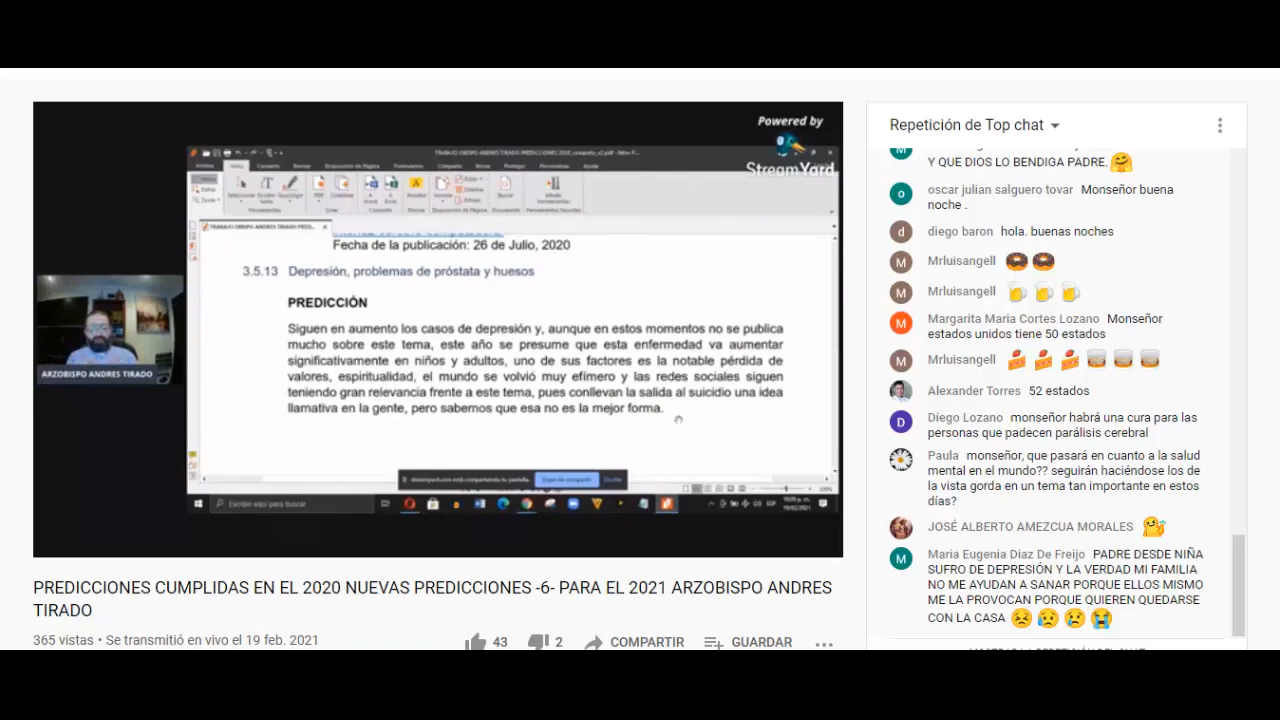 Powered by
StreamYard
TRABAJO OBISPO ANDRES TIRADO PREDICCIONES
Fecha de la publicación: 26 de Julio, 2020
3.5.13 Depresión, problemas de próstata y huesos
PREDICCIÓN
Siguen en aumento los casos de depresión y, aunque en estos momentos no se publica
mucho sobre este tema, este año se presume que esta enfermedad va aumentar
significativamente en niños y adultos, uno de sus factores es la notable pérdida de
valores, espiritualidad, el mundo se volvió muy efímero y las redes sociales siguen
teniendo gran relevancia frente a este tema, pues conllevan la salida al suicidio una idea
llamativa en la gente, pero sabemos que esa no es la mejor forma.
ARZOBISPO ANDRES TIRADO
Escribe aquí para buscar
PREDICCIONES CUMPLIDAS EN EL 2020 NUEVAS PREDICCIONES -6- PARA EL 2021 ARZOBISPO ANDRES
TIRADO
365 vistas • Se transmitió en vivo el 19 feb. 2021
43
2
COMPARTIR
GUARDAR
Repetición de Top chat
M
Y QUE DIOS LO BENDIGA PADRE. 🤗
o
oscar julian salguero tovar Monseñor buena
noche .
d
diego baron hola. buenas noches
M
Mrluisangell 🍩🍩
M
Mrluisangell 🍺🍺🍺
M
Margarita Maria Cortes Lozano Monseñor
estados unidos tiene 50 estados
M
Mrluisangell 🍰🍰🍰🥃🥃🥃
Alexander Torres 52 estados
D
Diego Lozano monseñor habrá una cura para las
personas que padecen parálisis cerebral
Paula monseñor, que pasará en cuanto a la salud
mental en el mundo?? seguirán haciéndose los de
la vista gorda en un tema tan importante en estos
días?
JOSÉ ALBERTO AMEZCUA MORALES
M
Maria Eugenia Diaz De Freijo PADRE DESDE NIÑA
SUFRO DE DEPRESIÓN Y LA VERDAD MI FAMILIA
NO ME AYUDAN A SANAR PORQUE ELLOS MISMO
ME LA PROVOCAN PORQUE QUIEREN QUEDARSE
CON LA CASA 😣😥😢😭